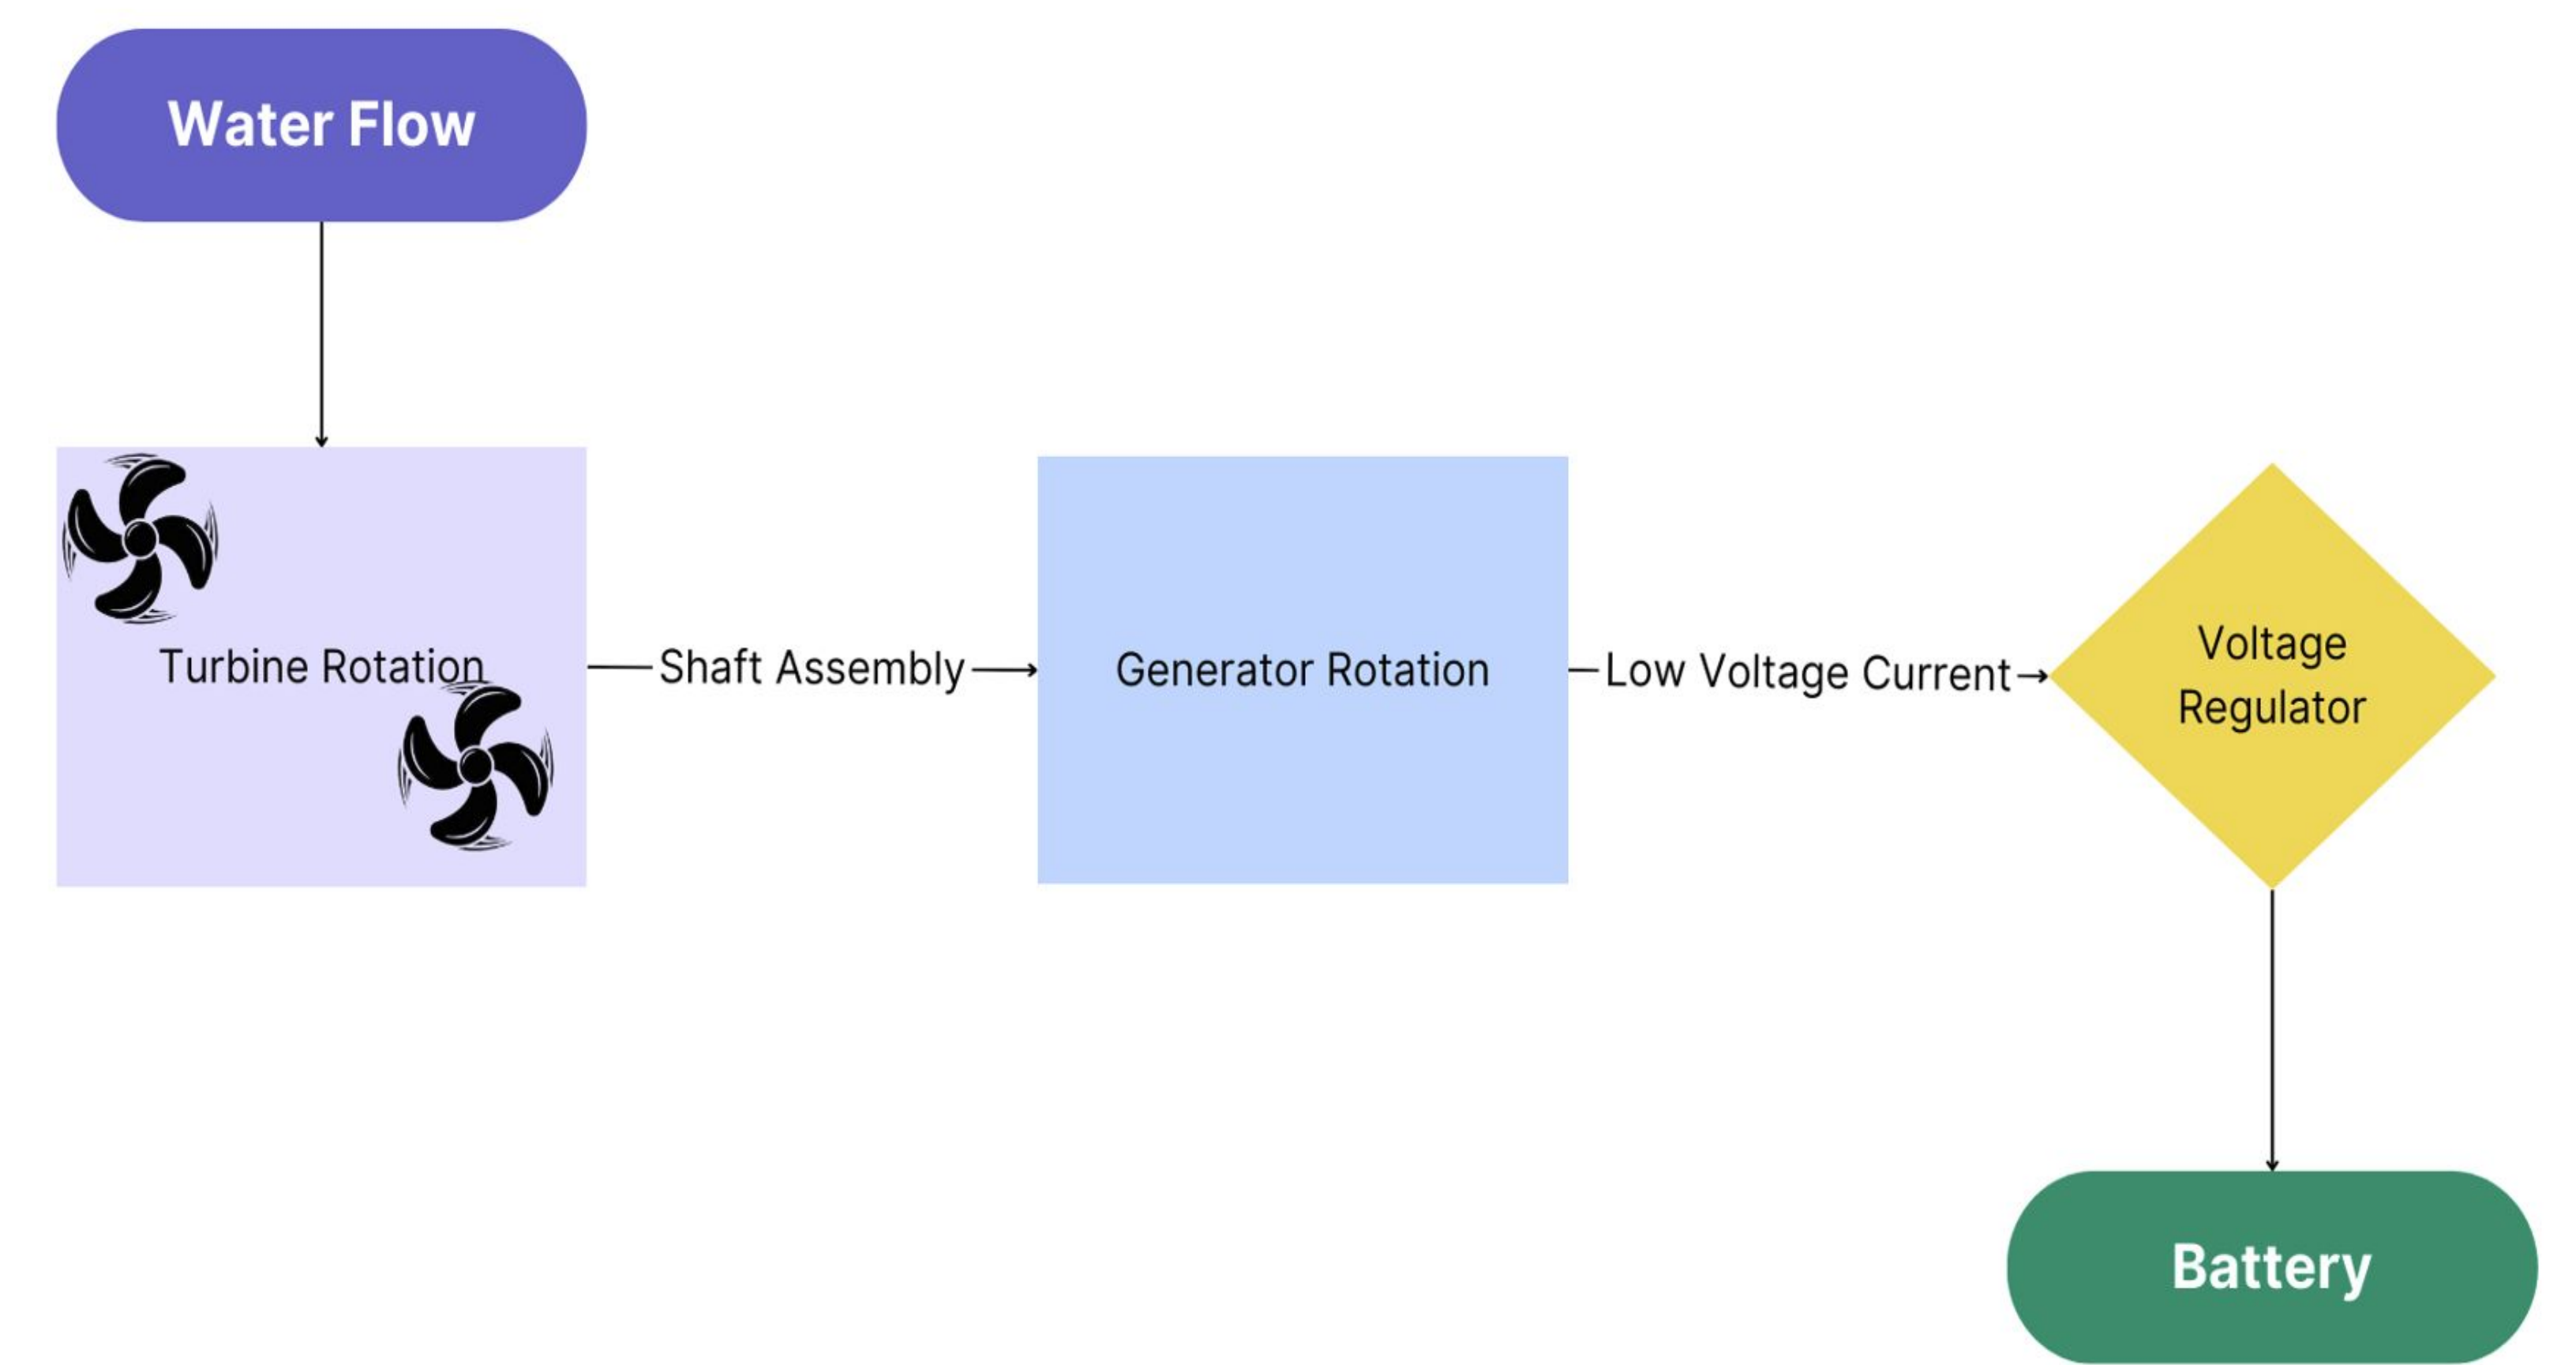 Water Flow
Turbine Rotation
Shaft Assembly
Generator Rotation
Low Voltage Current
Voltage
Regulator
Battery